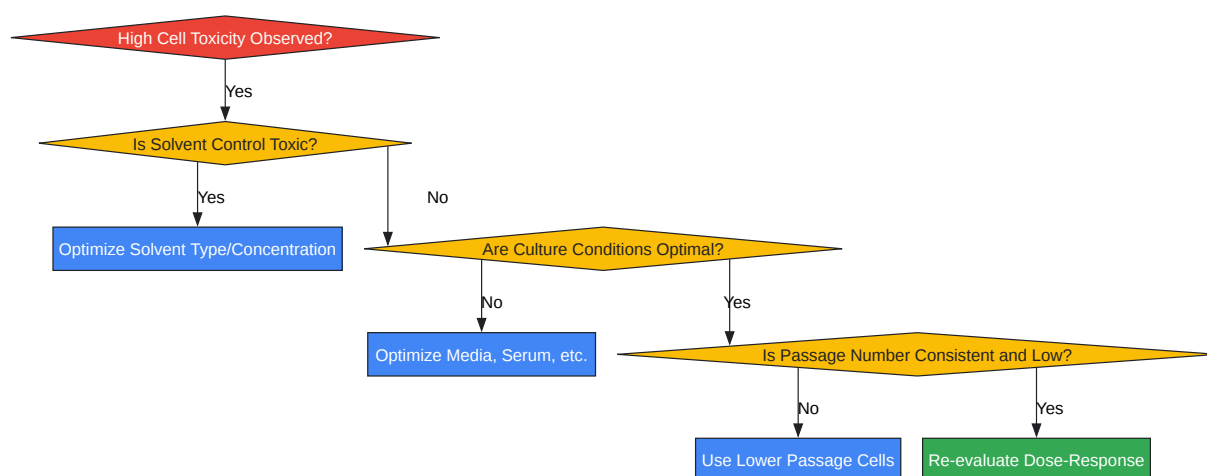 High Cell Toxicity Observed?
Yes
Is Solvent Control Toxic?
Yes
No
Optimize Solvent Type/Concentration
Are Culture Conditions Optimal?
No
Yes
Optimize Media, Serum, etc.
Is Passage Number Consistent and Low?
No
Yes
Use Lower Passage Cells
Re-evaluate Dose-Response